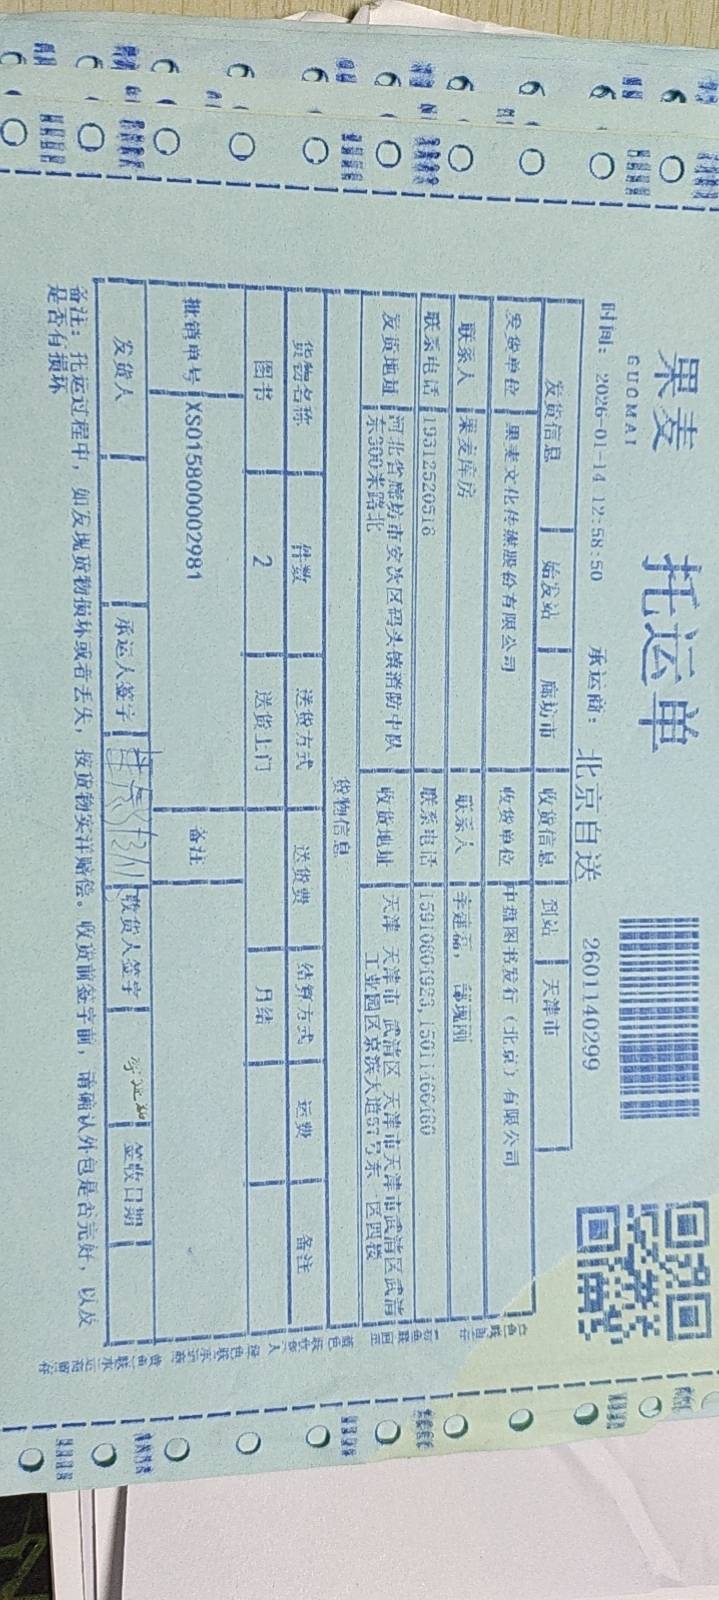 果麦
GUOMAI
托运单
时间: 2026-01-14 12:58:50 承运商: 北京自送 2601140299
发货信息 始发站 廊坊市 收货信息 到站 天津市
发货单位 果麦文化传媒股份有限公司 收货单位 中盘图书发行（北京）有限公司
联系人 果麦库房 联系人 李建磊,
联系电话 19312520516 联系电话 15910804923,15011466480
发货地址 河北省廊坊市安次区码头镇消防中队
东300米路北
收货地址 天津 天津市 武清区 天津市天津市武清区武清
工业园区京滨大道57号东一区四楼
货物信息
货物名称 件数 送货方式 送货费 结算方式 运费 备注
图书 2 送货上门 月结
批销单号 XS015800002981 备注
发货人 承运人签字 收货人签字 签收日期
备注: 托运过程中, 如发现货物损坏或者丢失, 按货物实洋赔偿。收货前签字前, 请确认外包是否完好, 以及
是否有损坏